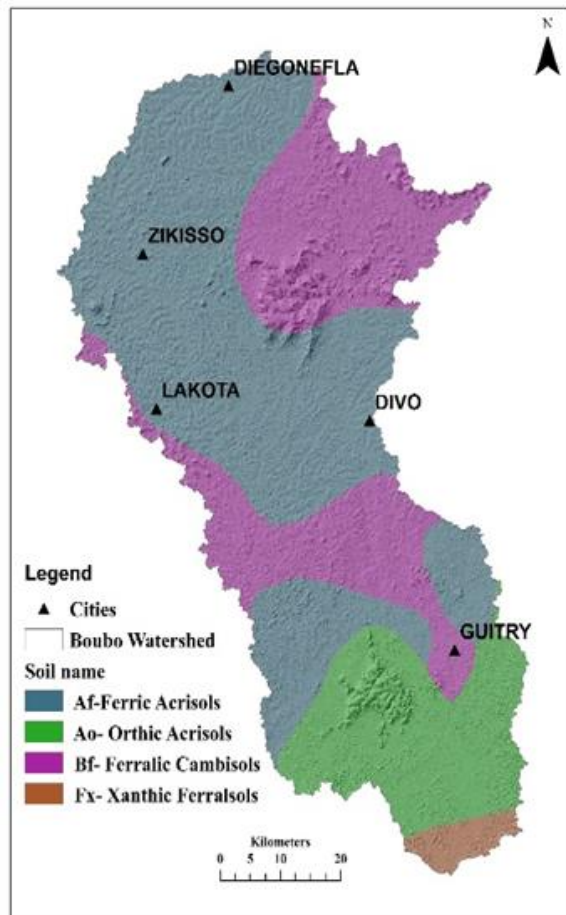 N
DIEGONEFLA
ZIKISSO
LAKOTA
DIVO
GUITRY
Legend
Cities
Boubo Watershed
Soil name
Af-Ferric Acrisols
Ao- Orthic Acrisols
Bf- Ferralic Cambisols
Fx- Xanthic Ferralsols
Kilometers
0 5 10 20